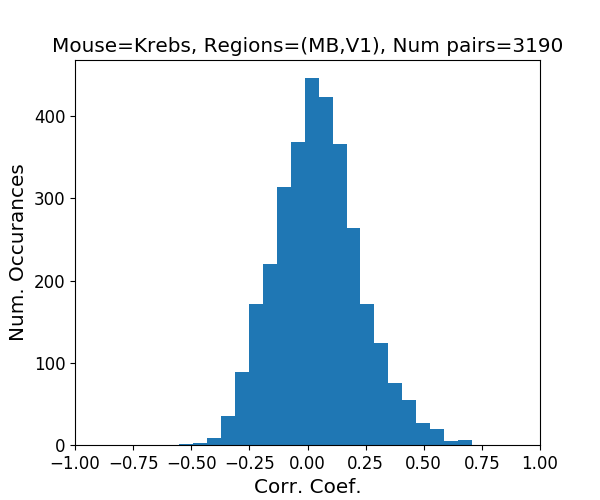 Mouse=Krebs, Regions=(MB,V1), Num pairs=3190
Num. Occurances
400
300
200
100
0
−1.00 −0.75 −0.50 −0.25 0.00 0.25 0.50 0.75 1.00
Corr. Coef.